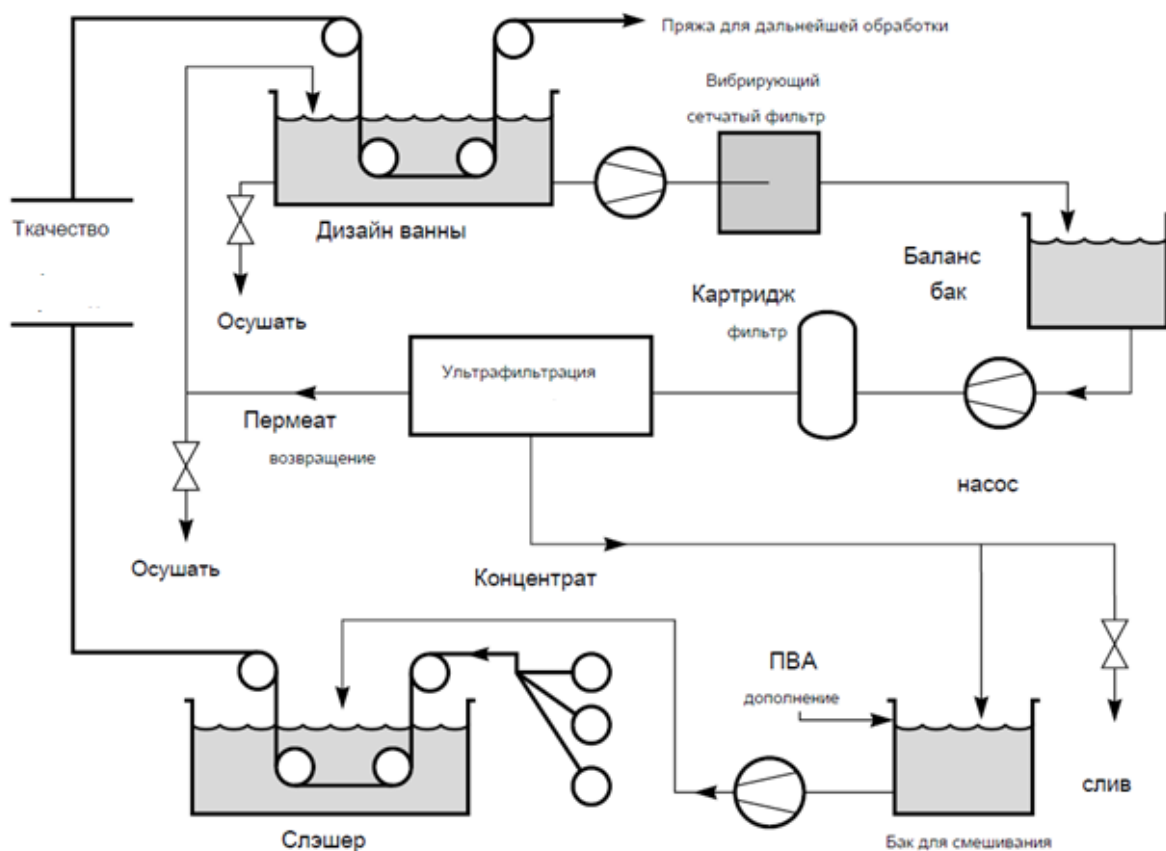 Пряжа для дальнейшей обработки
Вибрирующий
сетчатый фильтр
Ткачество
Дизайн ванны
Баланс
бак
Картридж
фильтр
Осушать
Ультрафильтрация
Пермеат
возвращение
насос
Осушать
Концентрат
ПВА
дополнение
слив
Слэшер
Бак для смешивания